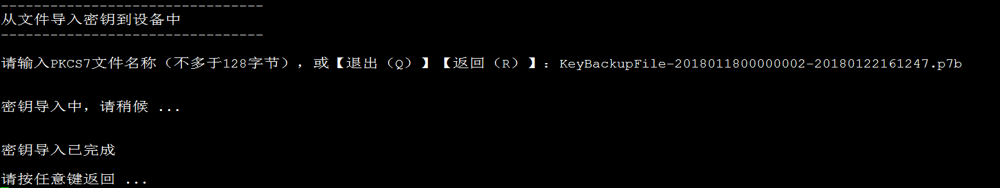 --------------------------------
从文件导入密钥到设备中
--------------------------------
请输入PKCS7文件名称（不多于128字节），或【退出（Q）】【返回（R）】：KeyBackupFile-2018011800000002-20180122161247.p7b
密钥导入中，请稍候 ...
密钥导入已完成
请按任意键返回 ...